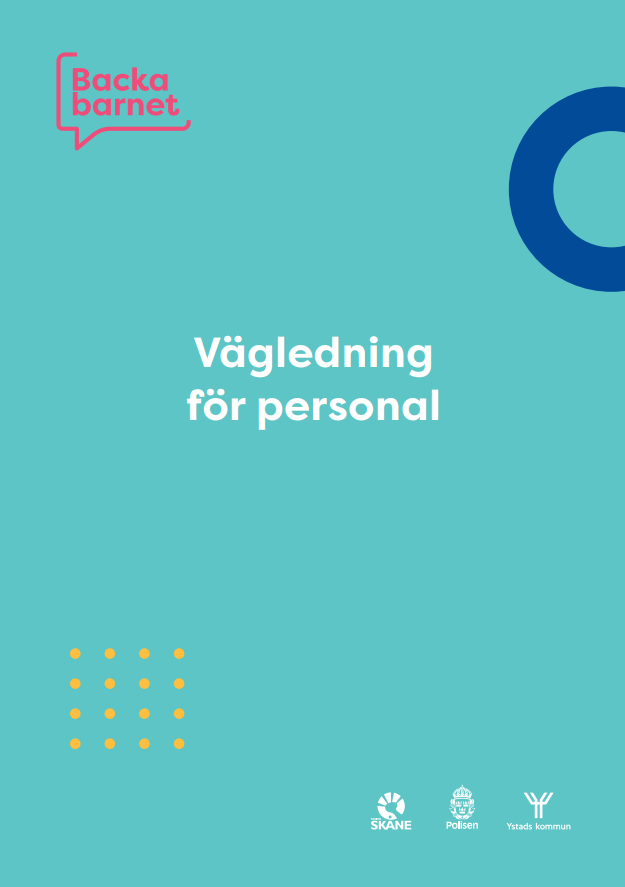 Backa
barnet
Vägledning
för personal
SKÅNE
Polisen
Ystads kommun